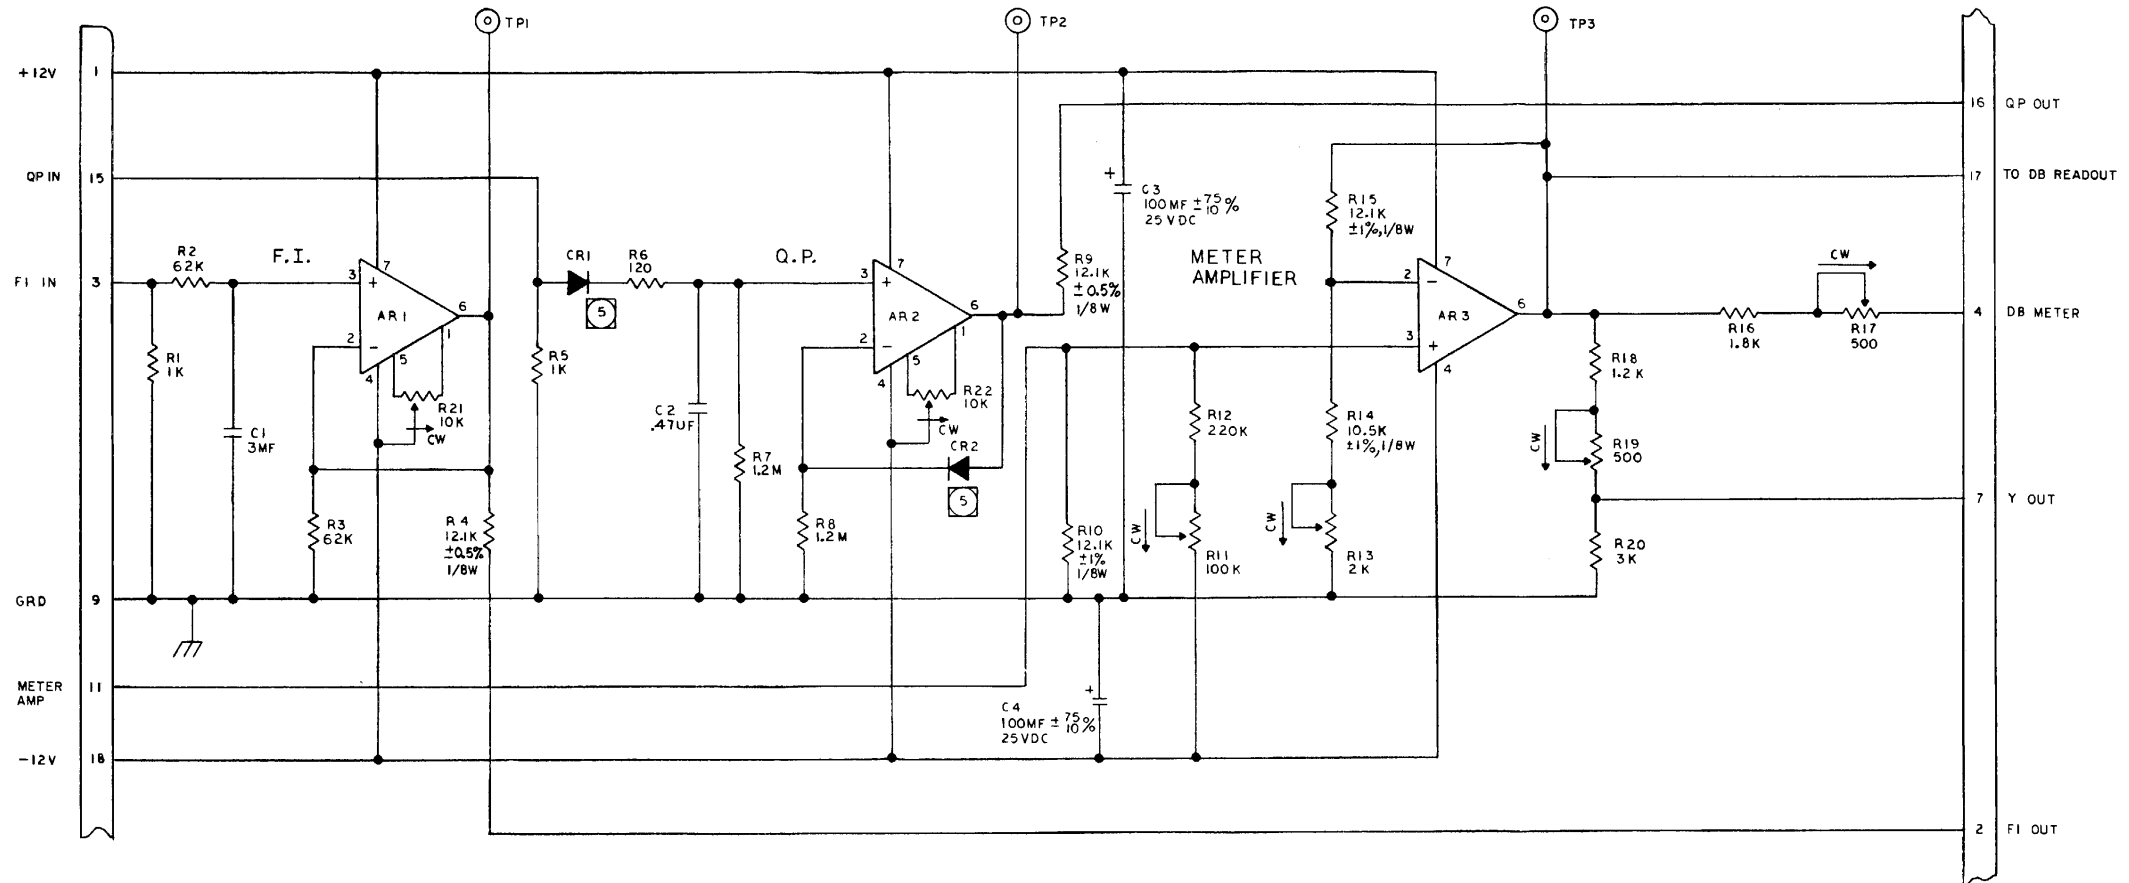 TP1
TP2
TP3
+12V 1
16 QP OUT
QP IN 15
17 TO DB READOUT
C3
100MF ± 75 10 %
25 VDC
R15
12.1K
±1%,1/8W
R2
62K
F.I.
CR1
5
R6
120
Q.P.
R9
12.1K
± 0.5%
1/8W
METER
AMPLIFIER
CW
F1 IN 3
3
+
7
AR1
6
2
-
5
1
4
R21
10K
CW
3
+
7
AR2
6
2
-
5
1
4
R22
10K
CW
CR2
5
2
-
7
AR3
6
3
+
4
R16
1.8K
R17
500
4 DB METER
R1
1K
R5
1K
R18
1.2K
C1
3MF
C2
.47UF
R12
220K
R14
10.5K
±1%,1/8W
CW
R19
500
R7
1.2M
7 Y OUT
R3
62K
R4
12.1K
±0.5%
1/8W
R8
1.2M
R10
12.1K
±1%
1/8W
CW
R11
100K
CW
R13
2K
R20
3K
GRD 9
METER
AMP
11
C4
100MF ± 75 10 %
25VDC
+
+
-12V 18
2 F1 OUT